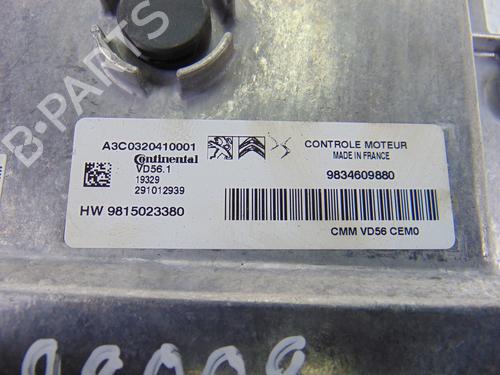 B-PARTS
A3C0320410001
Continental
VD56.1
19329
291012939
HW 9815023380
CONTROLE MOTEUR
MADE IN FRANCE
9834609880
CMM VD56 CEM0